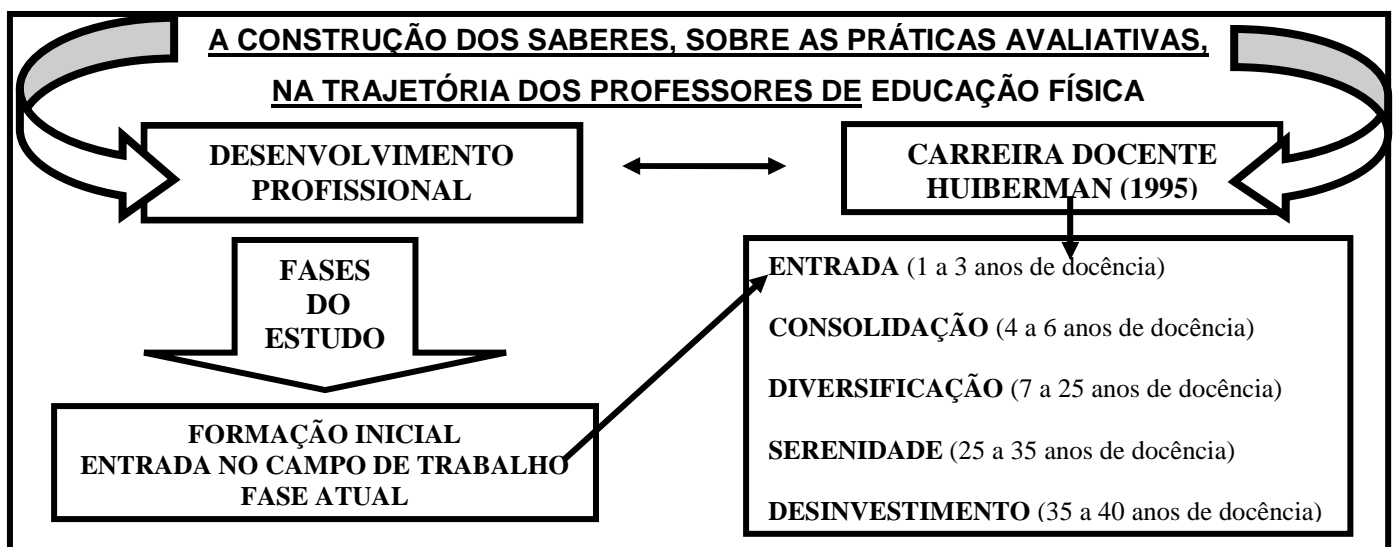 A CONSTRUÇÃO DOS SABERES, SOBRE AS PRÁTICAS AVALIATIVAS,
NA TRAJETÓRIA DOS PROFESSORES DE EDUCAÇÃO FÍSICA
DESENVOLVIMENTO
PROFISSIONAL
CARREIRA DOCENTE
HUIBERMAN (1995)
FASES
DO
ESTUDO
ENTRADA (1 a 3 anos de docência)
CONSOLIDAÇÃO (4 a 6 anos de docência)
DIVERSIFICAÇÃO (7 a 25 anos de docência)
SERENIDADE (25 a 35 anos de docência)
DESINVESTIMENTO (35 a 40 anos de docência)
FORMAÇÃO INICIAL
ENTRADA NO CAMPO DE TRABALHO
FASE ATUAL